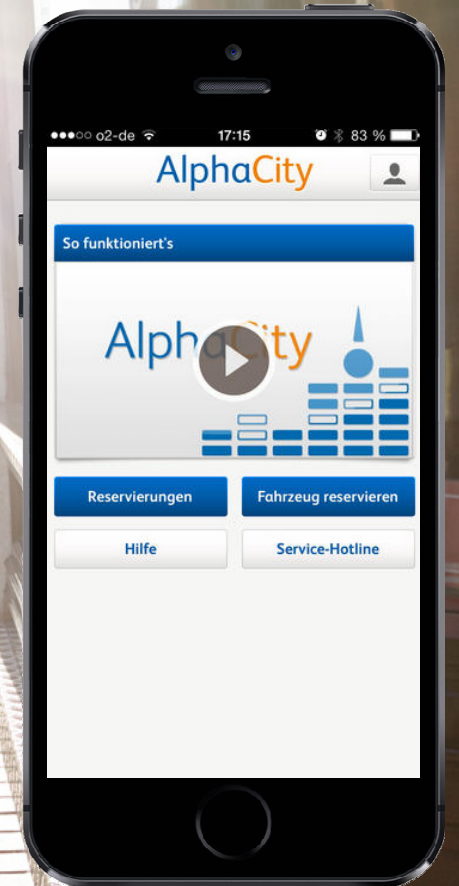 o2-de 17:15 83 %
AlphaCity
So funktioniert's
AlphaCity
Reservierungen Fahrzeug reservieren
Hilfe Service-Hotline